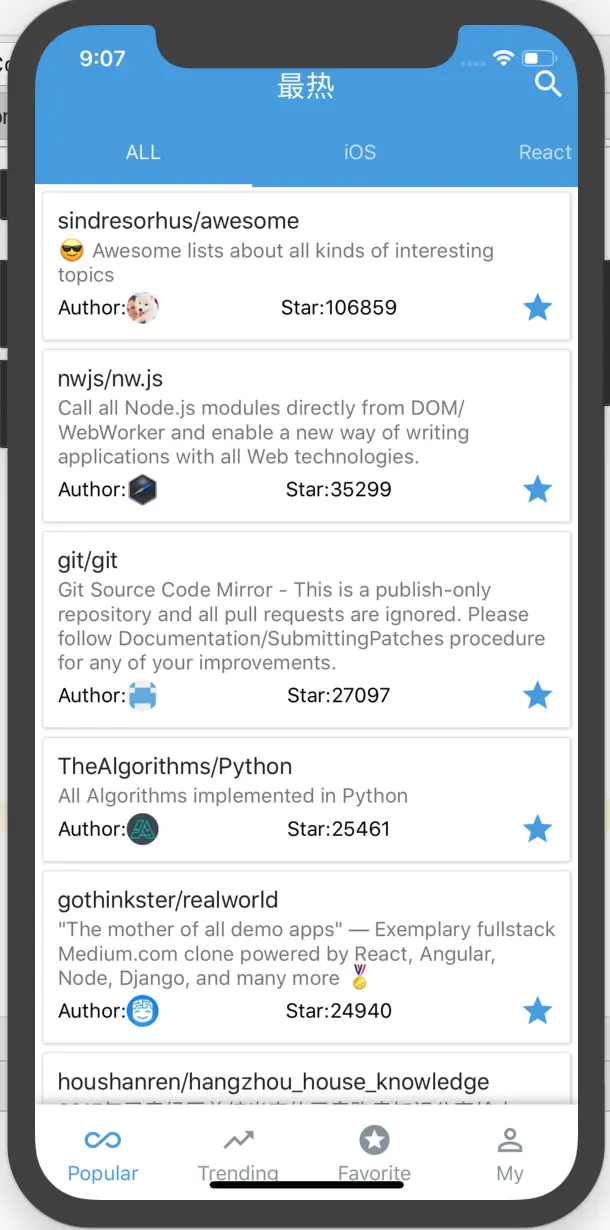 9:07
最热
ALL iOS React
sindresorhus/awesome
😎 Awesome lists about all kinds of interesting
topics
Author: Star:106859
nwjs/nw.js
Call all Node.js modules directly from DOM/
WebWorker and enable a new way of writing
applications with all Web technologies.
Author: Star:35299
git/git
Git Source Code Mirror - This is a publish-only
repository and all pull requests are ignored. Please
follow Documentation/SubmittingPatches procedure
for any of your improvements.
Author: Star:27097
TheAlgorithms/Python
All Algorithms implemented in Python
Author: Star:25461
gothinkster/realworld
"The mother of all demo apps" — Exemplary fullstack
Medium.com clone powered by React, Angular,
Node, Django, and many more 🏅
Author: Star:24940
houshanren/hangzhou_house_knowledge
Popular Trending Favorite My